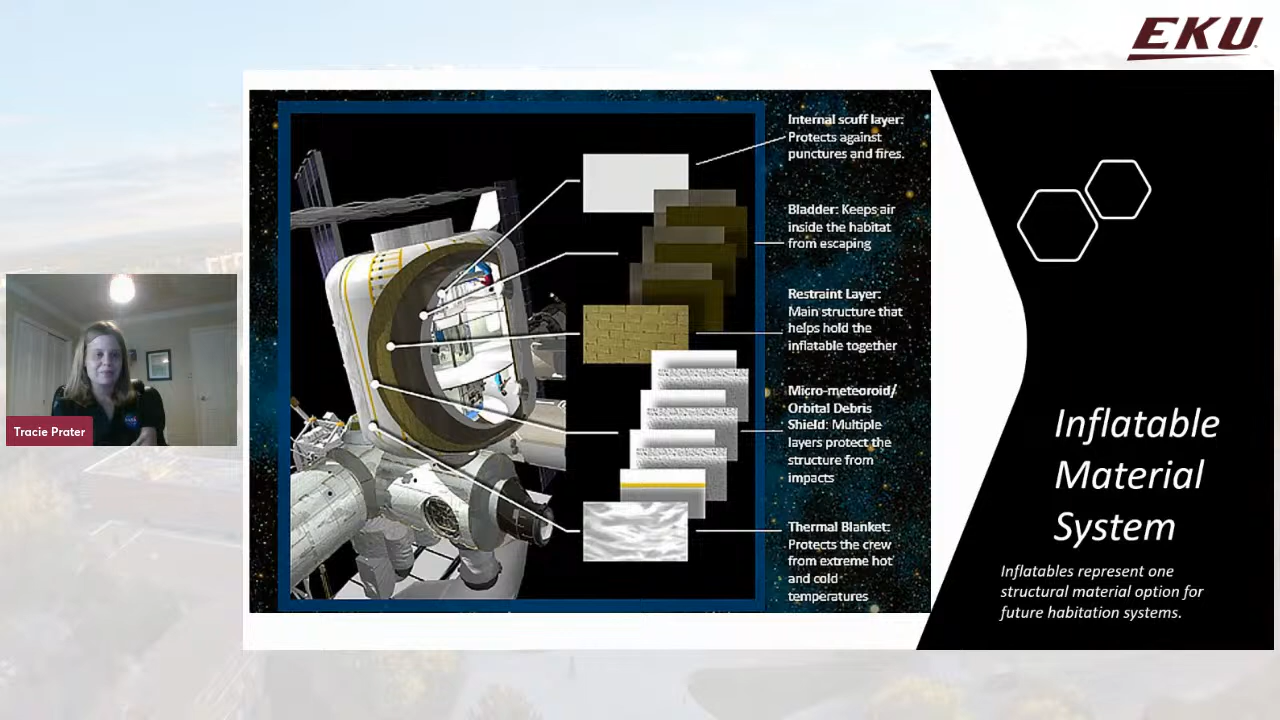 EKU
Internal scuff layer:
Protects against
punctures and fires.
Bladder: Keeps air
inside the habitat
from escaping
Restraint Layer:
Main structure that
helps hold the
inflatable together
Micro-meteoroid/
Orbital Debris
Shield: Multiple
layers protect the
structure from
impacts
Thermal Blanket:
Protects the crew
from extreme hot
and cold
temperatures
Inflatable
Material
System
Inflatables represent one
structural material option for
future habitation systems.
Tracie Prater